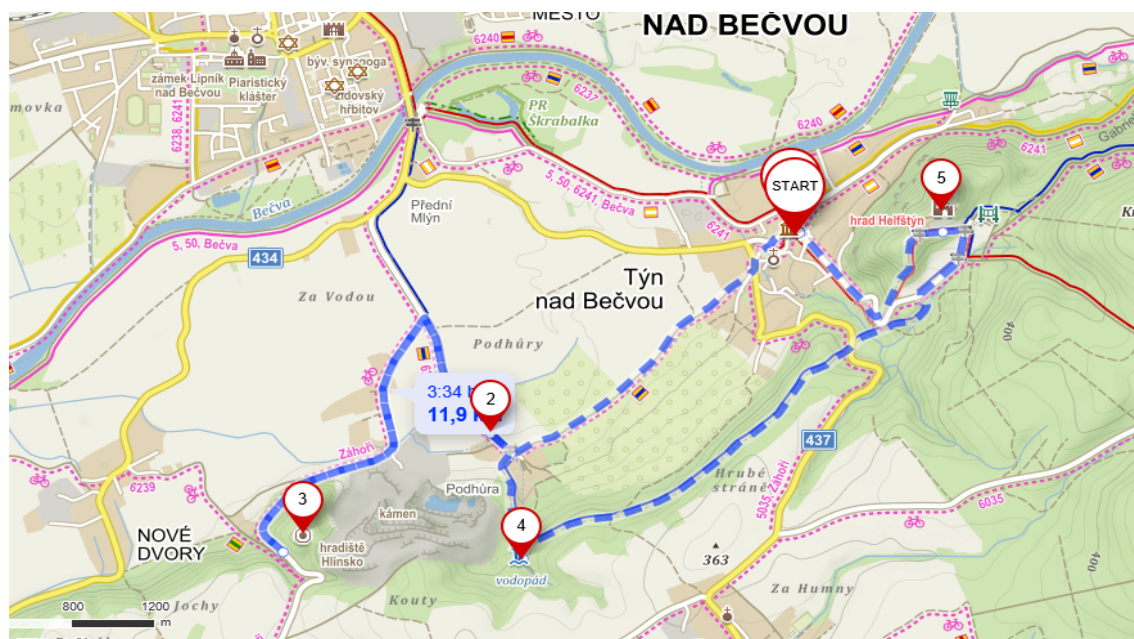 MĚSTO
NAD BEČVOU
6240
6237
býv. synagoga
zámek Lipník
nad Bečvou
Piaristický
klášter
Židovský
hřbitov
PR
Škrabalka
6240
movka
6238, 6241
Gabriel
6241
START
5
5, 50, 6241, Bečva
Přední
Mlýn
Bečva
6241
hrad Helfštýn
5, 50, Bečva
434
Týn
nad Bečvou
Za Vodou
400
Podhůry
3:34 h
11,9 k
2
437
Záhoří
Hrubé
stráně
5035, Záhoří
6035
6239
3
Podhůra
kámen
4
NOVÉ
DVORY
hradiště
Hlinsko
vodopád
363
400
Za Humny
Jochy
Kouty
800
1200
m